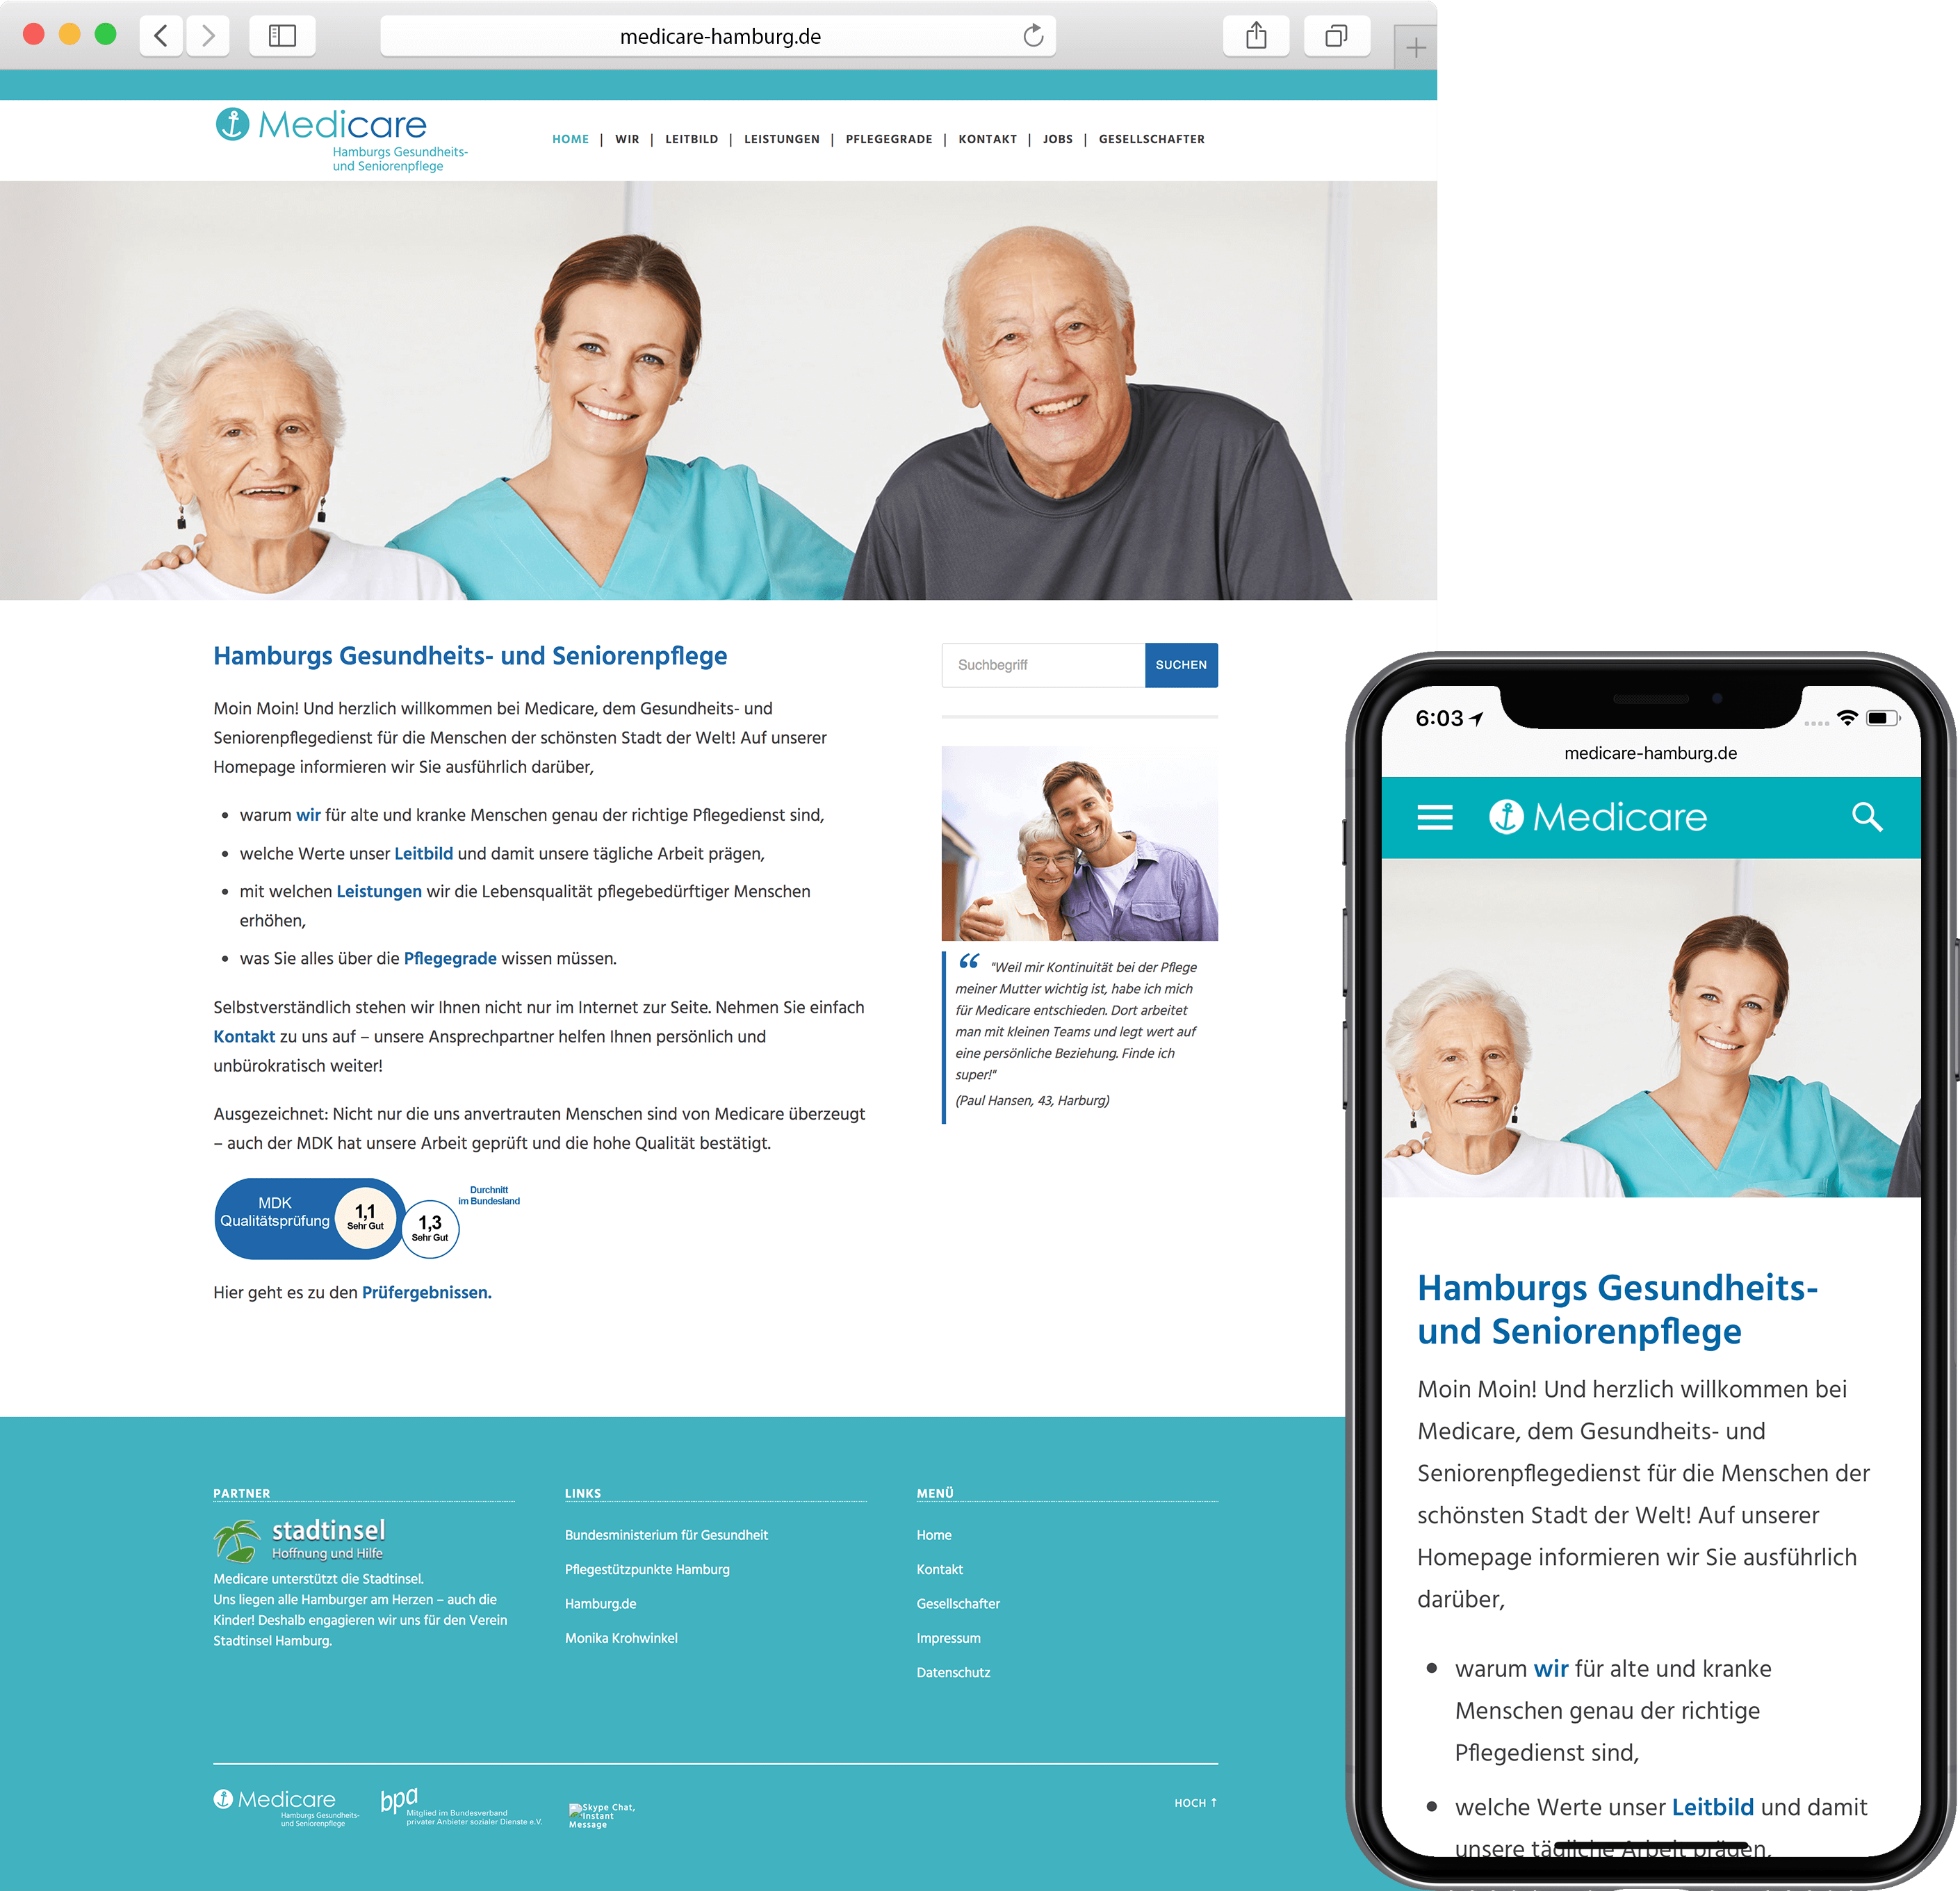 medicare-hamburg.de
Medicare
Hamburgs Gesundheits-
und Seniorenpflege
HOME | WIR | LEITBILD | LEISTUNGEN | PFLEGEGRADE | KONTAKT | JOBS | GESELLSCHAFTER
Hamburgs Gesundheits- und Seniorenpflege
Moin Moin! Und herzlich willkommen bei Medicare, dem Gesundheits- und
Seniorenpflegedienst für die Menschen der schönsten Stadt der Welt! Auf unserer
Homepage informieren wir Sie ausführlich darüber,
• warum wir für alte und kranke Menschen genau der richtige Pflegedienst sind,
• welche Werte unser Leitbild und damit unsere tägliche Arbeit prägen,
• mit welchen Leistungen wir die Lebensqualität pflegebedürftiger Menschen
erhöhen,
• was Sie alles über die Pflegegrade wissen müssen.
Selbstverständlich stehen wir Ihnen nicht nur im Internet zur Seite. Nehmen Sie einfach
Kontakt zu uns auf – unsere Ansprechpartner helfen Ihnen persönlich und
unbürokratisch weiter!
Ausgezeichnet: Nicht nur die uns anvertrauten Menschen sind von Medicare überzeugt
– auch der MDK hat unsere Arbeit geprüft und die hohe Qualität bestätigt.
MDK
Qualitätsprüfung
1,1
Sehr Gut
1,3
Sehr Gut
Durchnitt
im Bundesland
Hier geht es zu den Prüfergebnissen.
Suchbegriff
SUCHEN
“ "Weil mir Kontinuität bei der Pflege
meiner Mutter wichtig ist, habe ich mich
für Medicare entschieden. Dort arbeitet
man mit kleinen Teams und legt wert auf
eine persönliche Beziehung. Finde ich
super!"
(Paul Hansen, 43, Harburg)
PARTNER
stadtinsel
Hoffnung und Hilfe
Medicare unterstützt die Stadtinsel.
Uns liegen alle Hamburger am Herzen – auch die
Kinder! Deshalb engagieren wir uns für den Verein
Stadtinsel Hamburg.
LINKS
Bundesministerium für Gesundheit
Pflegestützpunkte Hamburg
Hamburg.de
Monika Krohwinkel
MENÜ
Home
Kontakt
Gesellschafter
Impressum
Datenschutz
Medicare
Hamburgs Gesundheits-
und Seniorenpflege
bpa
Mitglied im Bundesverband
privater Anbieter sozialer Dienste e.V.
Skype Chat,
Instant
Message
HOCH ↑
6:03
medicare-hamburg.de
Medicare
Hamburgs Gesundheits-
und Seniorenpflege
Moin Moin! Und herzlich willkommen bei
Medicare, dem Gesundheits- und
Seniorenpflegedienst für die Menschen der
schönsten Stadt der Welt! Auf unserer
Homepage informieren wir Sie ausführlich
darüber,
• warum wir für alte und kranke
Menschen genau der richtige
Pflegedienst sind,
• welche Werte unser Leitbild und damit
unsere tägliche Arbeit prägen,